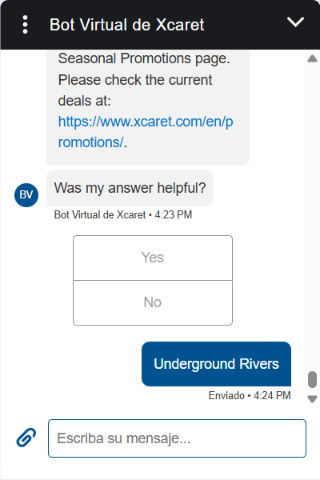 Bot Virtual de Xcaret
Seasonal Promotions page.
Please check the current
deals at:
https://www.xcaret.com/en/p
romotions/.
Was my answer helpful?
BV
Bot Virtual de Xcaret • 4:23 PM
Yes
No
Underground Rivers
Enviado • 4:24 PM
Escriba su mensaje...